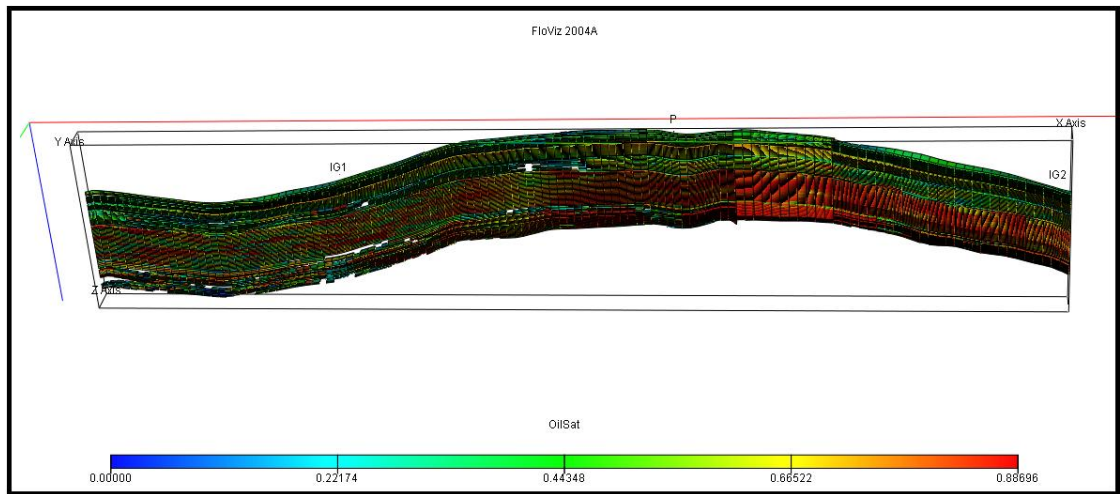 FloViz 2004A
P
X Axis
Y Axis
IG1
IG2
Z Axis
OilSat
0.00000 0.22174 0.44348 0.66522 0.88696